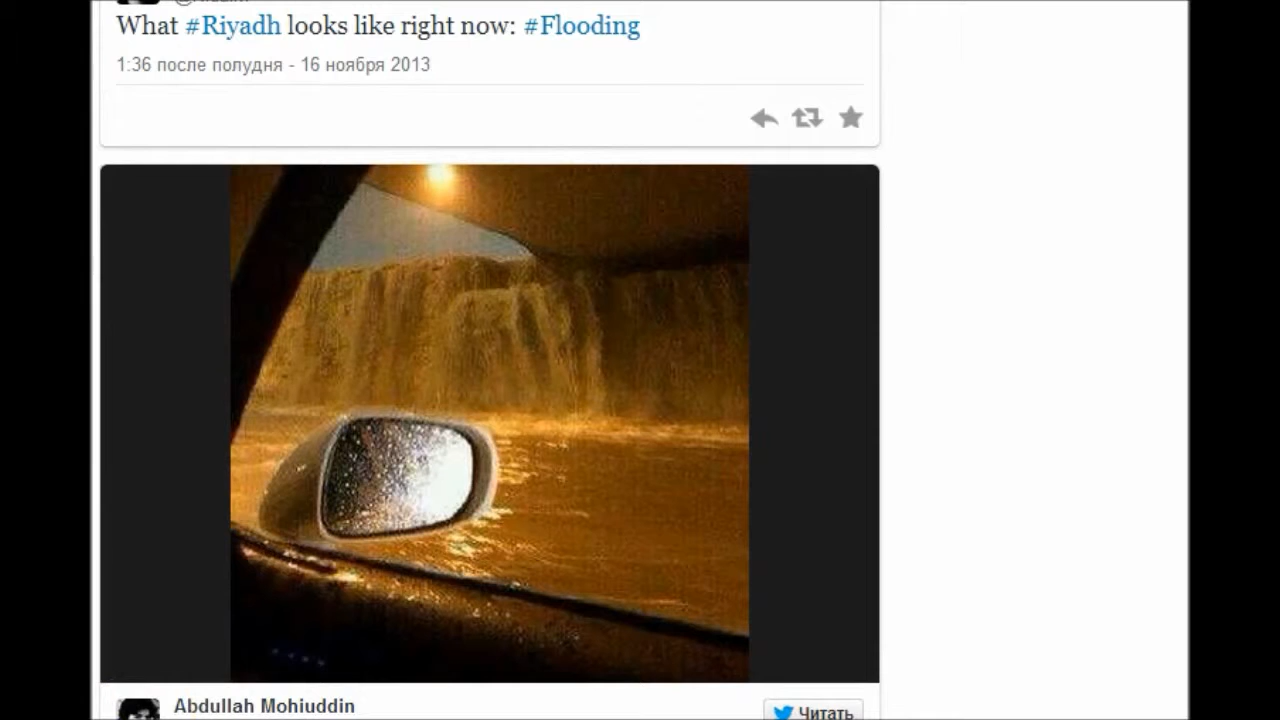 What #Riyadh looks like right now: #Flooding
1:36 после полудня - 16 ноября 2013
Abdullah Mohiuddin
Читать